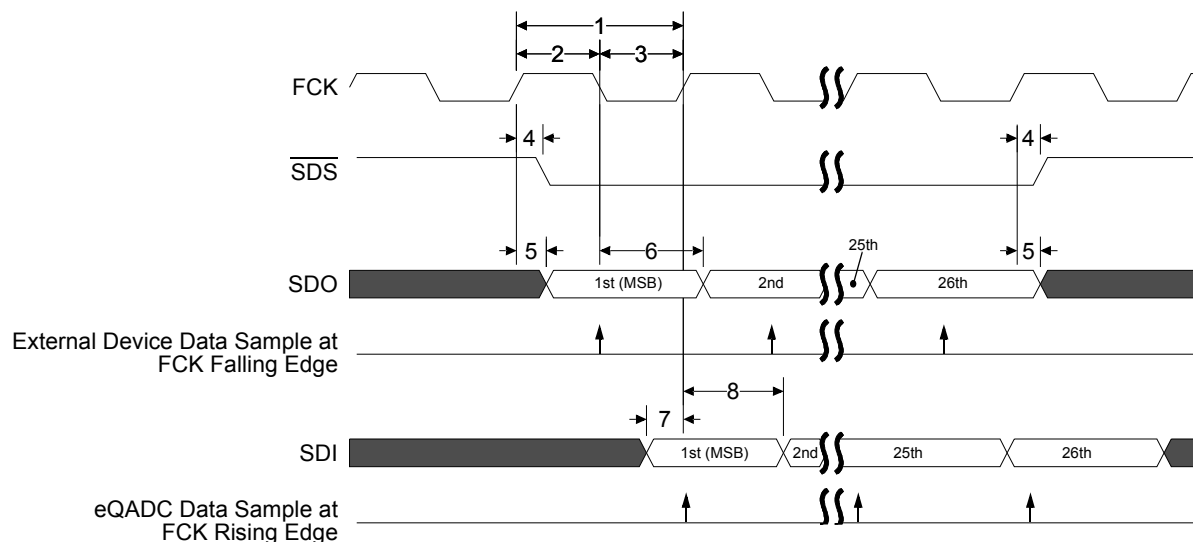 1
2 3
FCK
4 4
SDS
5 6 25th 5
SDO 1st (MSB) 2nd 26th
External Device Data Sample at
FCK Falling Edge
8
7
SDI 1st (MSB) 2nd 25th 26th
eQADC Data Sample at
FCK Rising Edge